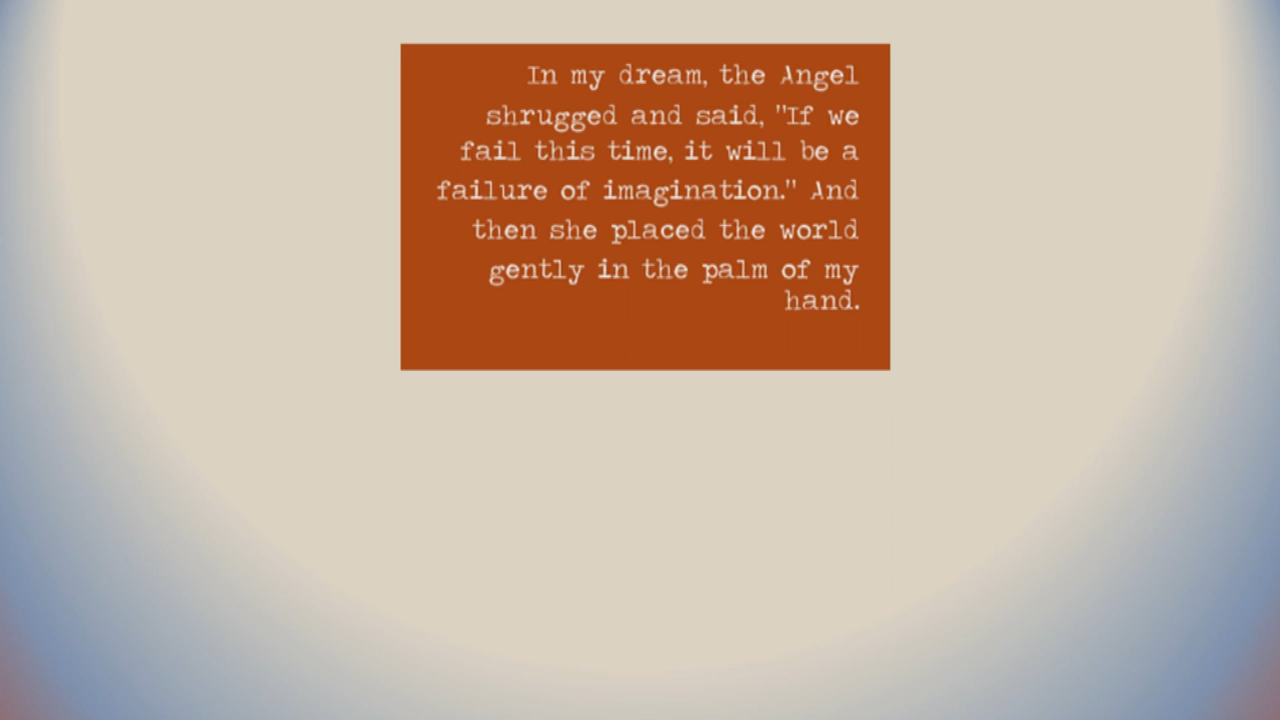 In my dream, the Angel
shrugged and said, "If we
fail this time, it will be a
failure of imagination." And
then she placed the world
gently in the palm of my
hand.